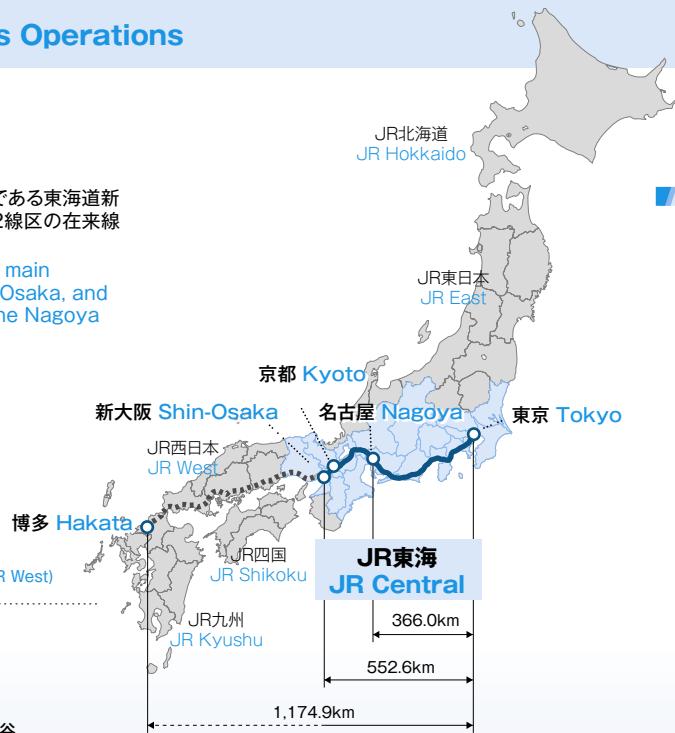 s Operations
JR北海道
JR Hokkaido
である東海道新
2線区の在来線
main
Osaka, and
he Nagoya
JR東日本
JR East
京都 Kyoto
新大阪 Shin-Osaka
名古屋 Nagoya
東京 Tokyo
JR西日本
JR West
博多 Hakata
R West)
JR四国
JR Shikoku
JR東海
JR Central
JR九州
JR Kyushu
366.0km
552.6km
1,174.9km